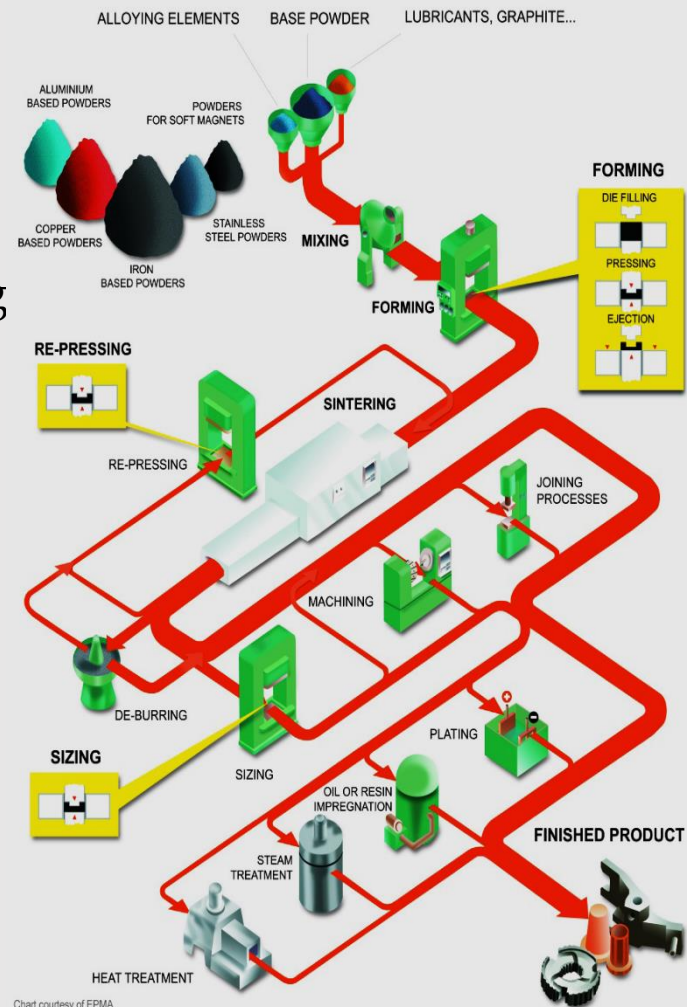 ALLOYING ELEMENTS
BASE POWDER
LUBRICANTS, GRAPHITE...
ALUMINIUM
BASED POWDERS
POWDERS
FOR SOFT MAGNETS
COPPER
BASED POWDERS
STAINLESS
STEEL POWDERS
IRON
BASED POWDERS
MIXING
FORMING
FORMING
DIE FILLING
PRESSING
EJECTION
g
RE-PRESSING
RE-PRESSING
SINTERING
JOINING
PROCESSES
MACHINING
DE-BURRING
SIZING
SIZING
PLATING
OIL OR RESIN
IMPREGNATION
STEAM
TREATMENT
HEAT TREATMENT
FINISHED PRODUCT
Chart courtesy of EPMA